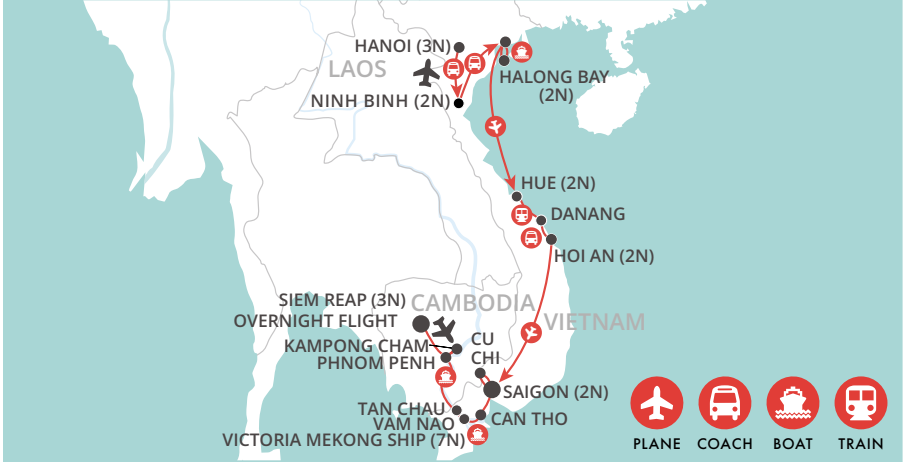 HANOI (3N)
LAOS
HALONG BAY
(2N)
NINH BINH (2N)
HUE (2N)
DANANG
HOI AN (2N)
SIEM REAP (3N)
CAMBODIA
OVERNIGHT FLIGHT
VIETNAM
KAMPONG CHAM
CU
CHI
PHNOM PENH
SAIGON (2N)
TAN CHAU
CAN THO
VAM NAO
VICTORIA MEKONG SHIP (7N)
PLANE
COACH
BOAT
TRAIN